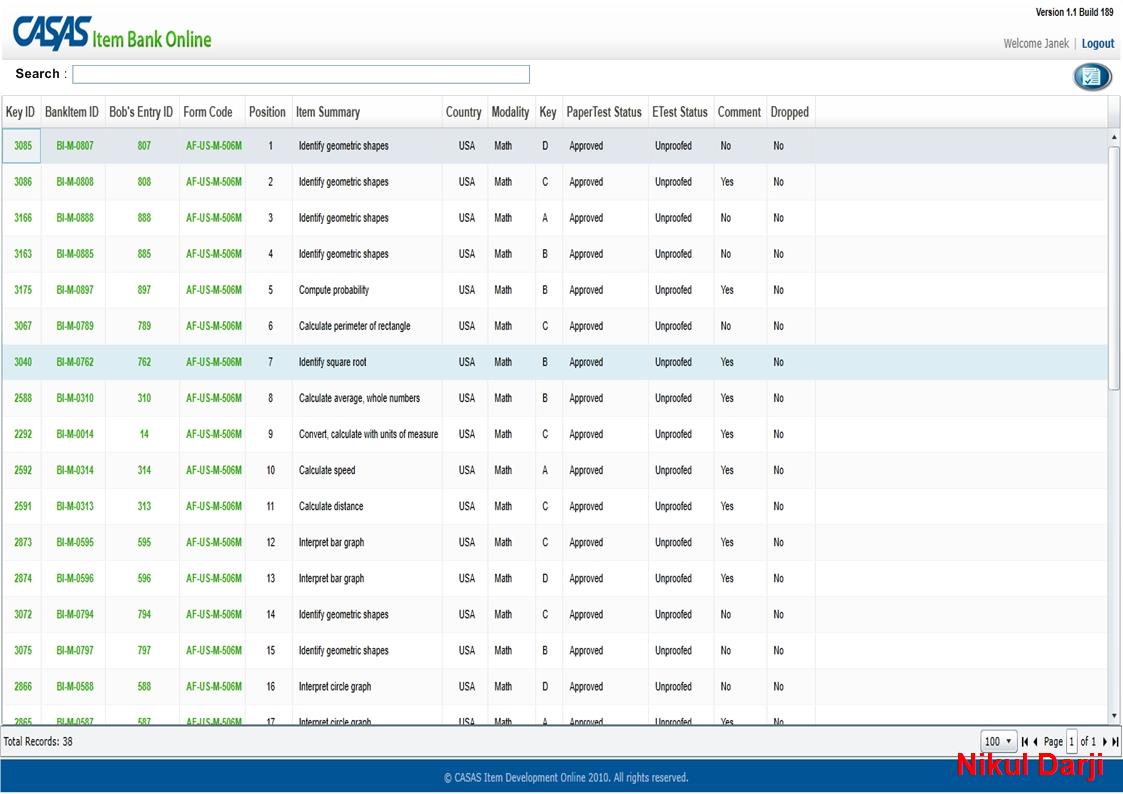 Version 1.1 Build 189
CASAS Item Bank Online
Welcome Janek | Logout
Search :
Key ID BankItem ID Bob's Entry ID Form Code Position Item Summary Country Modality Key PaperTest Status ETest Status Comment Dropped
3085 BI-M-0807 807 AF-US-M-506M 1 Identify geometric shapes USA Math D Approved Unproofed No No
3086 BI-M-0808 808 AF-US-M-506M 2 Identify geometric shapes USA Math C Approved Unproofed Yes No
3166 BI-M-0888 888 AF-US-M-506M 3 Identify geometric shapes USA Math A Approved Unproofed No No
3163 BI-M-0885 885 AF-US-M-506M 4 Identify geometric shapes USA Math B Approved Unproofed No No
3175 BI-M-0897 897 AF-US-M-506M 5 Compute probability USA Math B Approved Unproofed Yes No
3067 BI-M-0789 789 AF-US-M-506M 6 Calculate perimeter of rectangle USA Math C Approved Unproofed No No
3040 BI-M-0762 762 AF-US-M-506M 7 Identify square root USA Math B Approved Unproofed Yes No
2588 BI-M-0310 310 AF-US-M-506M 8 Calculate average, whole numbers USA Math B Approved Unproofed Yes No
2292 BI-M-0014 14 AF-US-M-506M 9 Convert, calculate with units of measure USA Math C Approved Unproofed Yes No
2592 BI-M-0314 314 AF-US-M-506M 10 Calculate speed USA Math A Approved Unproofed Yes No
2591 BI-M-0313 313 AF-US-M-506M 11 Calculate distance USA Math C Approved Unproofed Yes No
2873 BI-M-0595 595 AF-US-M-506M 12 Interpret bar graph USA Math C Approved Unproofed Yes No
2874 BI-M-0596 596 AF-US-M-506M 13 Interpret bar graph USA Math D Approved Unproofed Yes No
3072 BI-M-0794 794 AF-US-M-506M 14 Identify geometric shapes USA Math C Approved Unproofed No No
3075 BI-M-0797 797 AF-US-M-506M 15 Identify geometric shapes USA Math B Approved Unproofed No No
2866 BI-M-0588 588 AF-US-M-506M 16 Interpret circle graph USA Math D Approved Unproofed No No
2865 BI-M-0587 587 AF-US-M-506M 17 Interpret circle graph USA Math A Approved Unproofed Yes No
Total Records: 38
100 Page 1 of 1
Nikul Darji
© CASAS Item Development Online 2010. All rights reserved.